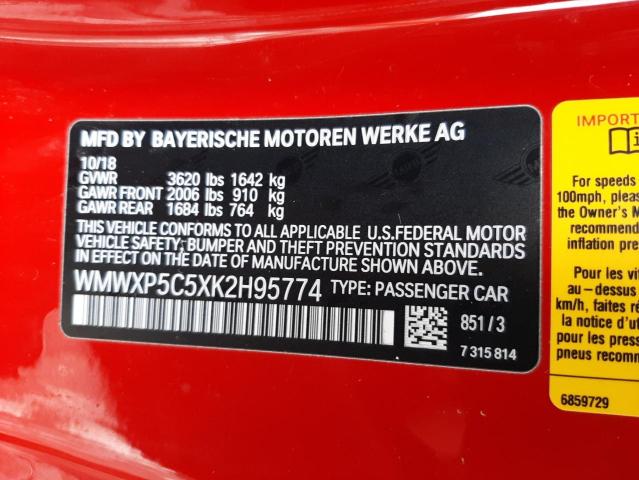 MFD BY BAYERISCHE MOTOREN WERKE AG
10/18
GVWR 3620 lbs 1642 kg
GAWR FRONT 2006 lbs 910 kg
GAWR REAR 1684 lbs 764 kg
THIS VEHICLE CONFORMS TO ALL APPLICABLE U.S.FEDERAL MOTOR
VEHICLE SAFETY, BUMPER AND THEFT PREVENTION STANDARDS
IN EFFECT ON THE DATE OF MANUFACTURE SHOWN ABOVE
WMWXP5C5XK2H95774 TYPE: PASSENGER CAR
851/3
7 315 814
IMPORT
For speeds
100mph, pleas
the Owner's M
recommend
inflation pre
Pour les vit
au-dessus d
km/h, faites r
la notice d'ut
pour les press
pneus recomm
6859729